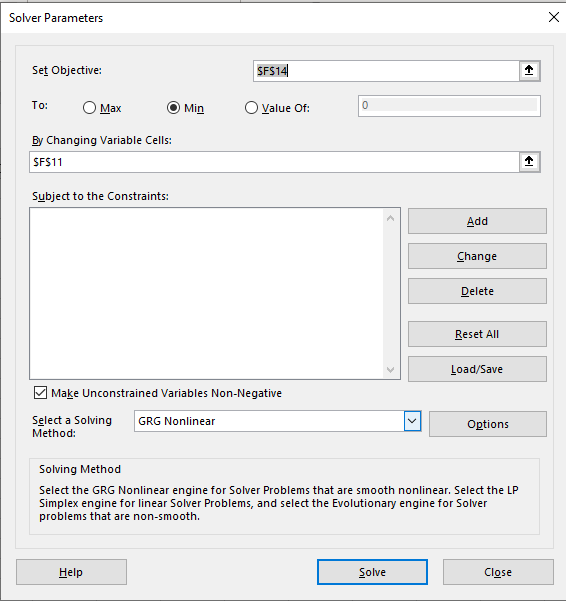 Solver Parameters
Set Objective:
$F$14
To:
Max
Min
Value Of:
0
By Changing Variable Cells:
$F$11
Subject to the Constraints:
Add
Change
Delete
Reset All
Load/Save
Make Unconstrained Variables Non-Negative
Select a Solving
Method:
GRG Nonlinear
Options
Solving Method
Select the GRG Nonlinear engine for Solver Problems that are smooth nonlinear. Select the LP
Simplex engine for linear Solver Problems, and select the Evolutionary engine for Solver
problems that are non-smooth.
Help
Solve
Close